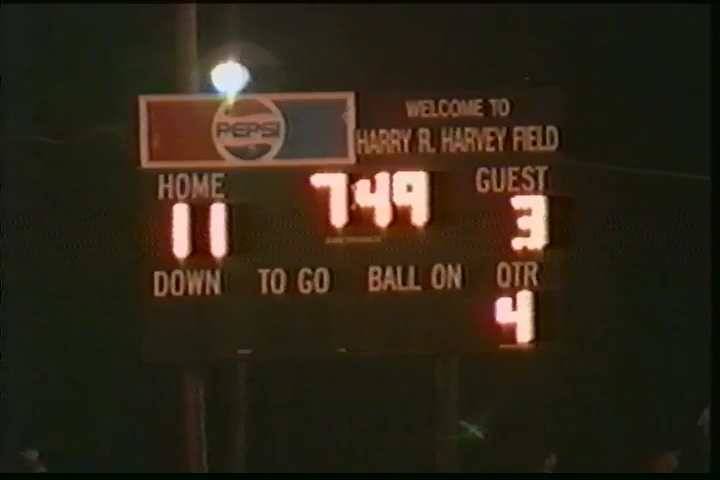 PEPSI
WELCOME TO
HARRY R. HARVEY FIELD
HOME 7:49 GUEST
11 3
DOWN TO GO BALL ON QTR
4